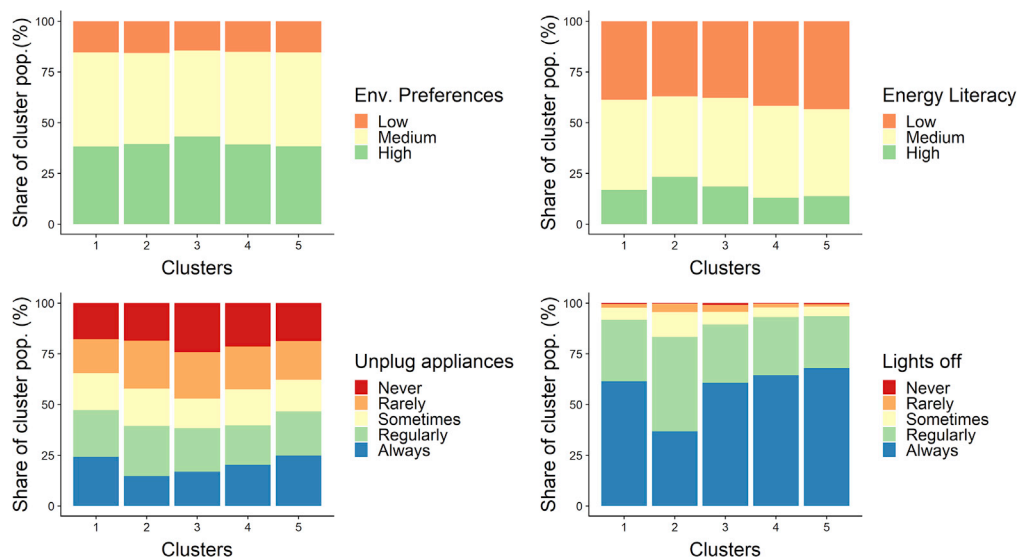 Share of cluster pop.(%)
100
75
50
25
0
1 2 3 4 5
Clusters
Env. Preferences
Low
Medium
High
Share of cluster pop. (%)
100
75
50
25
0
1 2 3 4 5
Clusters
Energy Literacy
Low
Medium
High
Share of cluster pop. (%)
100
75
50
25
0
1 2 3 4 5
Clusters
Unplug appliances
Never
Rarely
Sometimes
Regularly
Always
Share of cluster pop. (%)
100
75
50
25
0
1 2 3 4 5
Clusters
Lights off
Never
Rarely
Sometimes
Regularly
Always